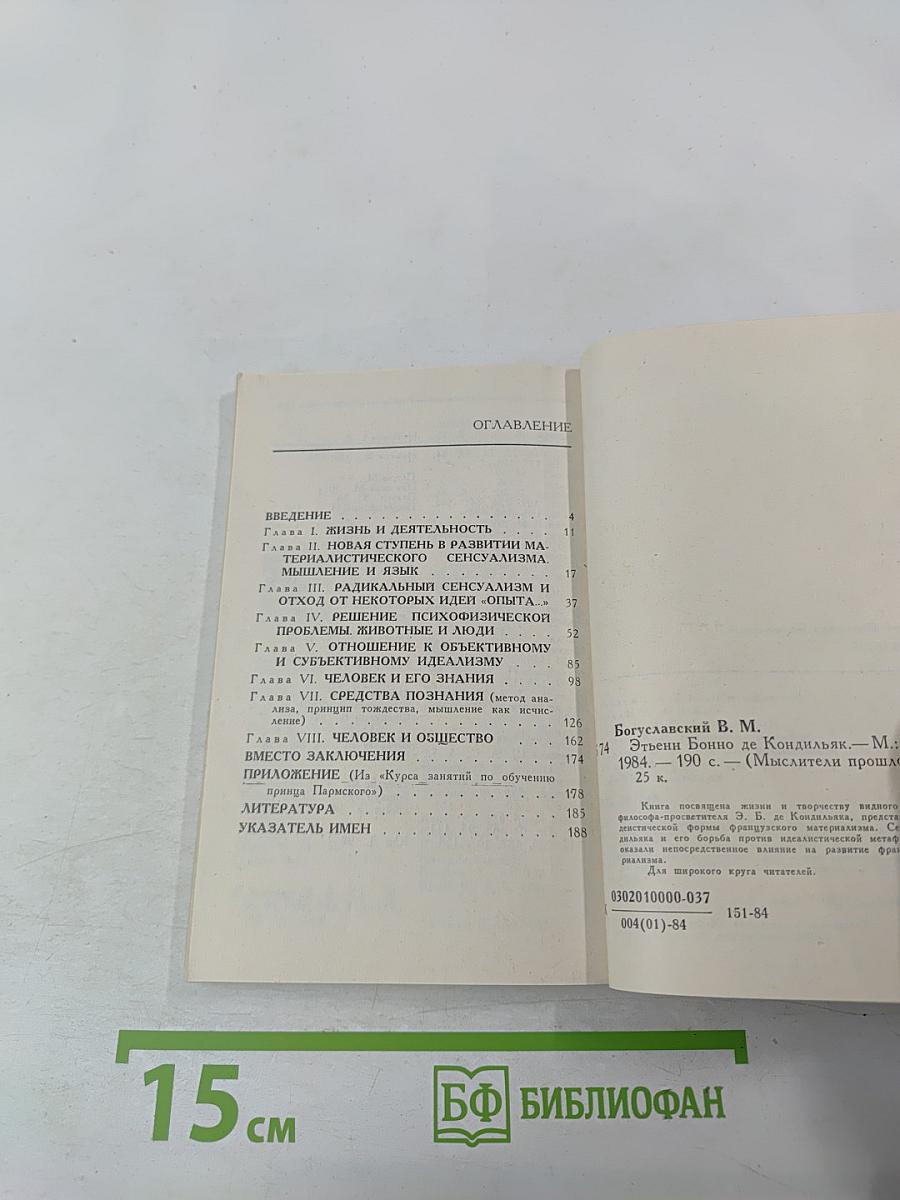 ОГЛАВЛЕНИЕ
ВВЕДЕНИЕ . . . . . . . . . . . . . . . . 4
Глава I. ЖИЗНЬ И ДЕЯТЕЛЬНОСТЬ . . . . 11
Глава II. НОВАЯ СТУПЕНЬ В РАЗВИТИИ МА-
ТЕРИАЛИСТИЧЕСКОГО СЕНСУАЛИЗМА.
МЫШЛЕНИЕ И ЯЗЫК . . . . . . . . . 17
Глава III. РАДИКАЛЬНЫЙ СЕНСУАЛИЗМ И
ОТХОД ОТ НЕКОТОРЫХ ИДЕЙ «ОПЫТА...» 37
Глава IV. РЕШЕНИЕ ПСИХОФИЗИЧЕСКОЙ
ПРОБЛЕМЫ. ЖИВОТНЫЕ И ЛЮДИ . . . . 52
Глава V. ОТНОШЕНИЕ К ОБЪЕКТИВНОМУ
И СУБЪЕКТИВНОМУ ИДЕАЛИЗМУ . . . 85
Глава VI. ЧЕЛОВЕК И ЕГО ЗНАНИЯ . . . . 98
Глава VII. СРЕДСТВА ПОЗНАНИЯ (метод ана-
лиза, принцип тождества, мышление как исчис-
ление) . . . . . . . . . . . . . . . . . 126
Глава VIII. ЧЕЛОВЕК И ОБЩЕСТВО . . . 162
ВМЕСТО ЗАКЛЮЧЕНИЯ . . . . . . . . . . . 174
ПРИЛОЖЕНИЕ (Из «Курса занятий по обучению
принца Пармского») . . . . . . . . . . . 178
ЛИТЕРАТУРА . . . . . . . . . . . . . . . . 185
УКАЗАТЕЛЬ ИМЕН . . . . . . . . . . . . . 188
Богуславский В. М.
74 Этьенн Бонно де Кондильяк.— М.:
1984. — 190 с. — (Мыслители прошло
25 к.
Книга посвящена жизни и творчеству видного
философа-просветителя Э. Б. де Кондильяка, предста
деистической формы французского материализма. Се
дильяка и его борьба против идеалистической метаф
оказали непосредственное влияние на развитие фран
риализма.
Для широкого круга читателей.
0302010000-037
004(01)-84
151-84
15 см
БФ БИБЛИОФАН